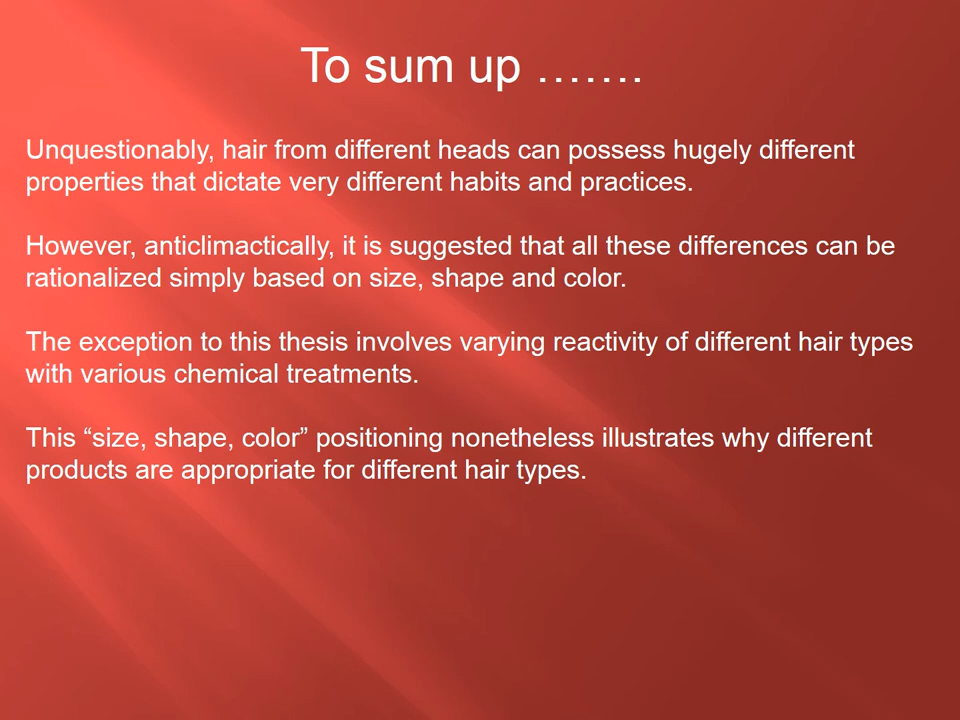 To sum up …….
Unquestionably, hair from different heads can possess hugely different
properties that dictate very different habits and practices.
However, anticlimactically, it is suggested that all these differences can be
rationalized simply based on size, shape and color.
The exception to this thesis involves varying reactivity of different hair types
with various chemical treatments.
This “size, shape, color” positioning nonetheless illustrates why different
products are appropriate for different hair types.